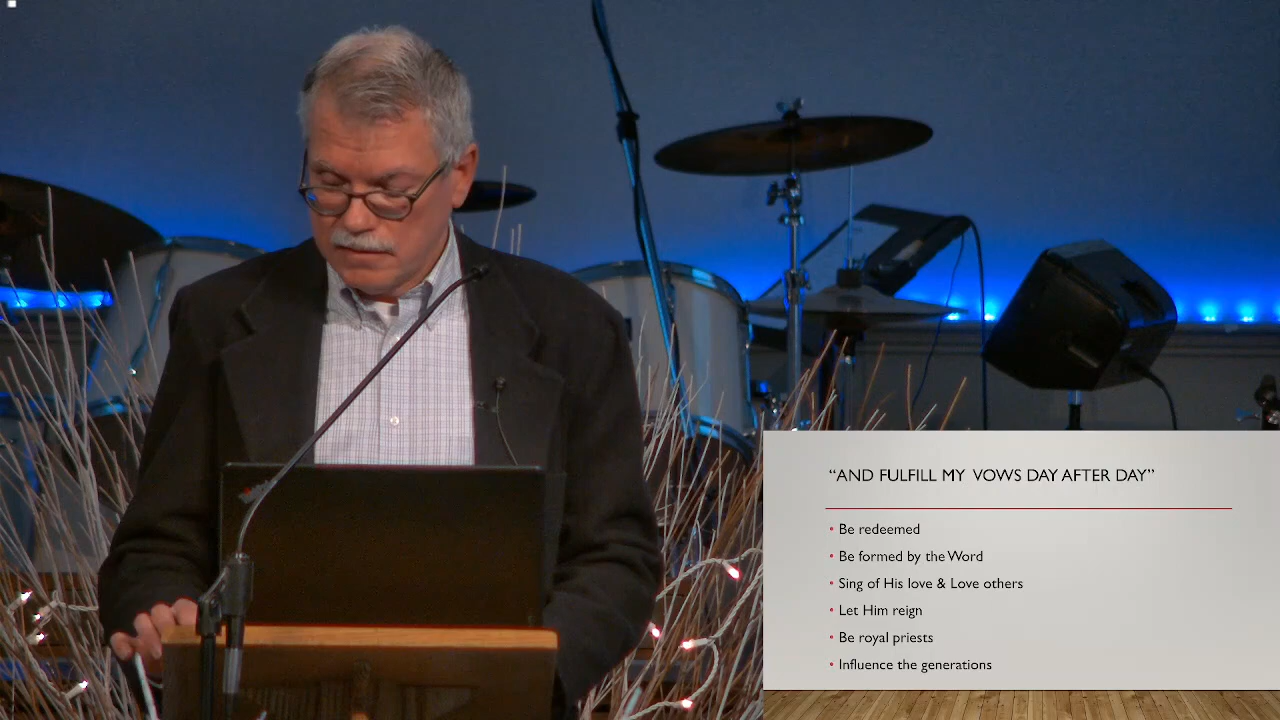 “AND FULFILL MY VOWS DAY AFTER DAY”
• Be redeemed
• Be formed by the Word
• Sing of His love & Love others
• Let Him reign
• Be royal priests
• Influence the generations